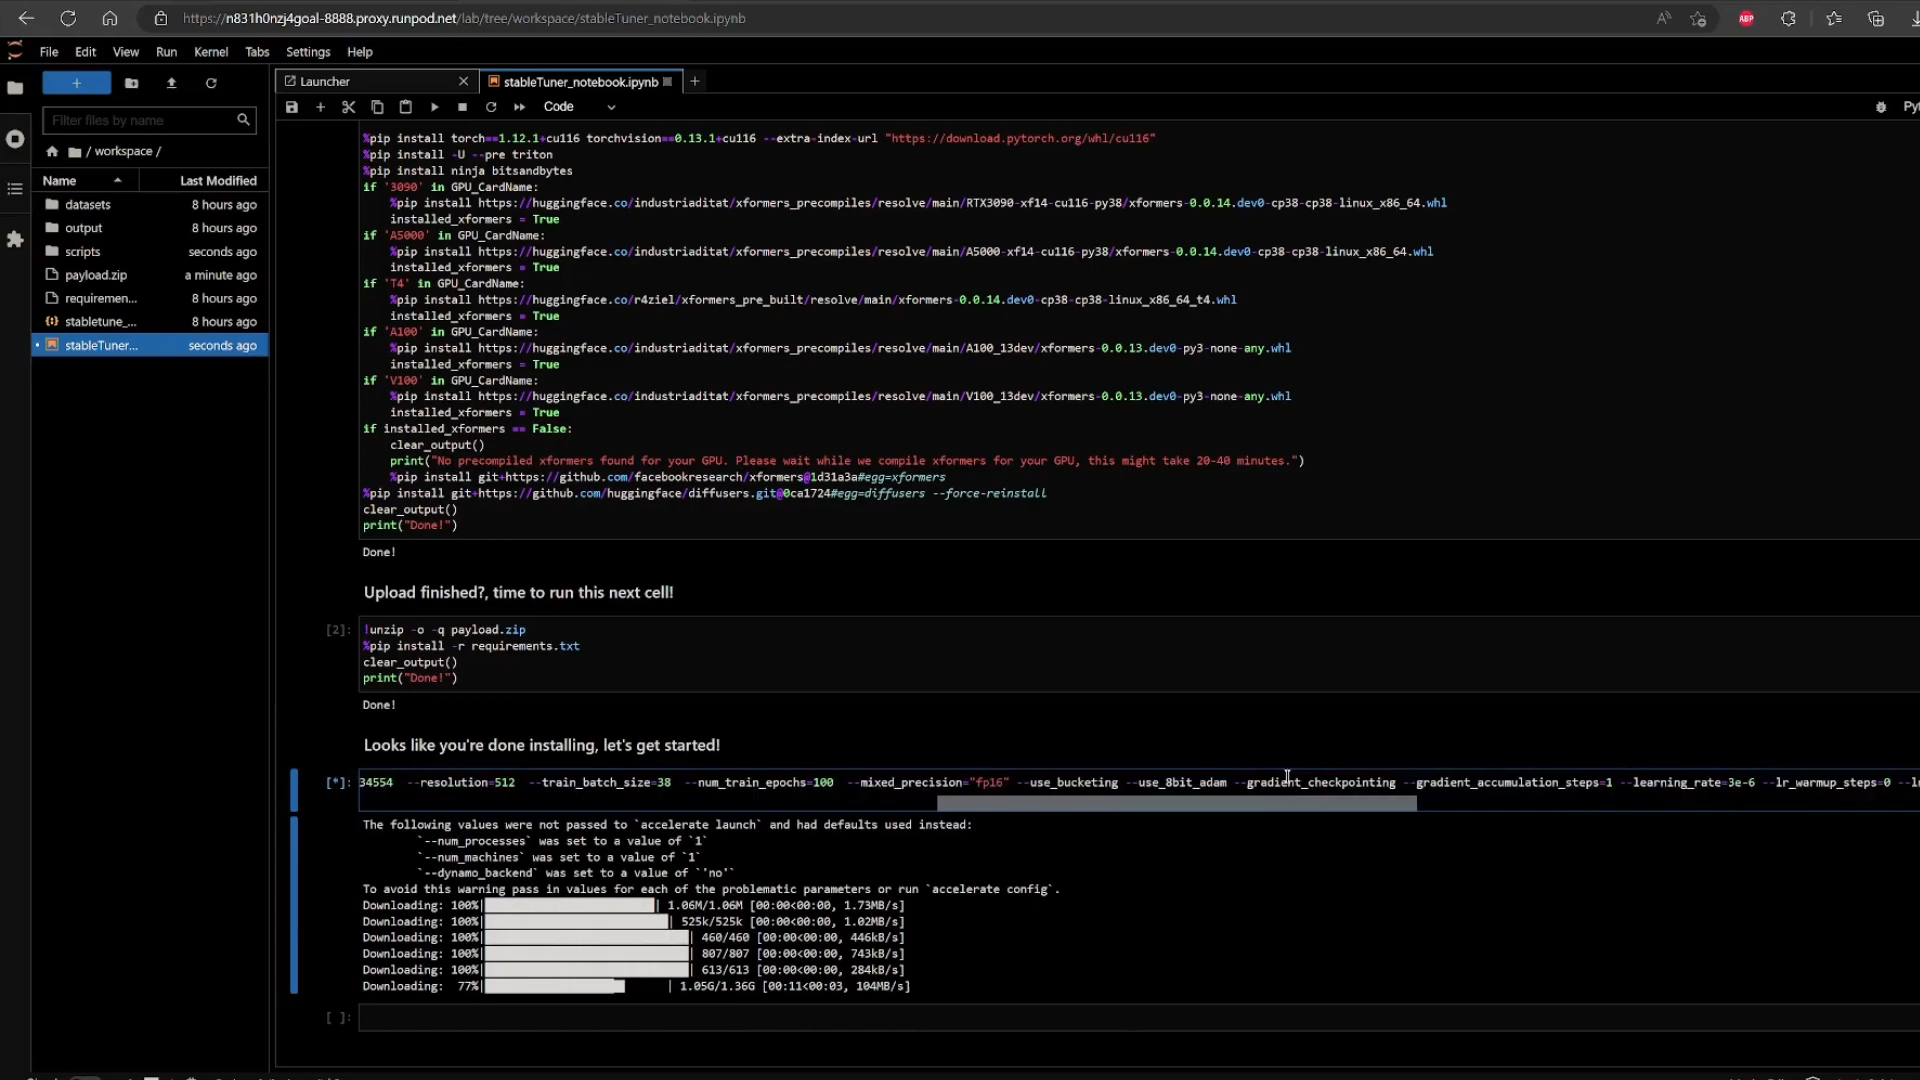 https://n831h0nzj4goal-8888.proxy.runpod.net/lab/tree/workspace/stableTuner_notebook.ipynb
ABP
File Edit View Run Kernel Tabs Settings Help
Launcher
stableTuner_notebook.ipynb
Code
Filter files by name
/ workspace /
Name Last Modified
datasets 8 hours ago
output 8 hours ago
scripts seconds ago
payload.zip a minute ago
requiremen... 8 hours ago
stabletune_... 8 hours ago
stableTuner... seconds ago
%pip install torch==1.12.1+cu116 torchvision==0.13.1+cu116 --extra-index-url "https://download.pytorch.org/whl/cu116"
%pip install -U --pre triton
%pip install ninja bitsandbytes
if '3090' in GPU_CardName:
%pip install https://huggingface.co/industriaditat/xformers_precompiles/resolve/main/RTX3090-xf14-cu116-py38/xformers-0.0.14.dev0-cp38-cp38-linux_x86_64.whl
installed_xformers = True
if 'A5000' in GPU_CardName:
%pip install https://huggingface.co/industriaditat/xformers_precompiles/resolve/main/A5000-xf14-cu116-py38/xformers-0.0.14.dev0-cp38-cp38-linux_x86_64.whl
installed_xformers = True
if 'T4' in GPU_CardName:
%pip install https://huggingface.co/r4ziel/xformers_pre_built/resolve/main/xformers-0.0.14.dev0-cp38-cp38-linux_x86_64_t4.whl
installed_xformers = True
if 'A100' in GPU_CardName:
%pip install https://huggingface.co/industriaditat/xformers_precompiles/resolve/main/A100_13dev/xformers-0.0.13.dev0-py3-none-any.whl
installed_xformers = True
if 'V100' in GPU_CardName:
%pip install https://huggingface.co/industriaditat/xformers_precompiles/resolve/main/V100_13dev/xformers-0.0.13.dev0-py3-none-any.whl
installed_xformers = True
if installed_xformers == False:
clear_output()
print("No precompiled xformers found for your GPU. Please wait while we compile xformers for your GPU, this might take 20-40 minutes.")
%pip install git+https://github.com/facebookresearch/xformers@1d31a3a#egg=xformers
%pip install git+https://github.com/huggingface/diffusers.git@0ca1724#egg=diffusers --force-reinstall
clear_output()
print("Done!")
Done!
Upload finished?, time to run this next cell!
[2]: !unzip -o -q payload.zip
%pip install -r requirements.txt
clear_output()
print("Done!")
Done!
Looks like you're done installing, let's get started!
[*]: 34554 --resolution=512 --train_batch_size=38 --num_train_epochs=100 --mixed_precision="fp16" --use_bucketing --use_8bit_adam --gradient_checkpointing --gradient_accumulation_steps=1 --learning_rate=3e-6 --lr_warmup_steps=0
The following values were not passed to `accelerate launch` and had defaults used instead:
`--num_processes` was set to a value of `1`
`--num_machines` was set to a value of `1`
`--dynamo_backend` was set to a value of `'no'`
To avoid this warning pass in values for each of the problematic parameters or run `accelerate config`.
Downloading: 100%| | 1.06M/1.06M [00:00<00:00, 1.73MB/s]
Downloading: 100%| | 525k/525k [00:00<00:00, 1.02MB/s]
Downloading: 100%| | 460/460 [00:00<00:00, 446kB/s]
Downloading: 100%| | 807/807 [00:00<00:00, 743kB/s]
Downloading: 100%| | 613/613 [00:00<00:00, 284kB/s]
Downloading: 77%| | 1.05G/1.36G [00:11<00:03, 104MB/s]
[ ]: